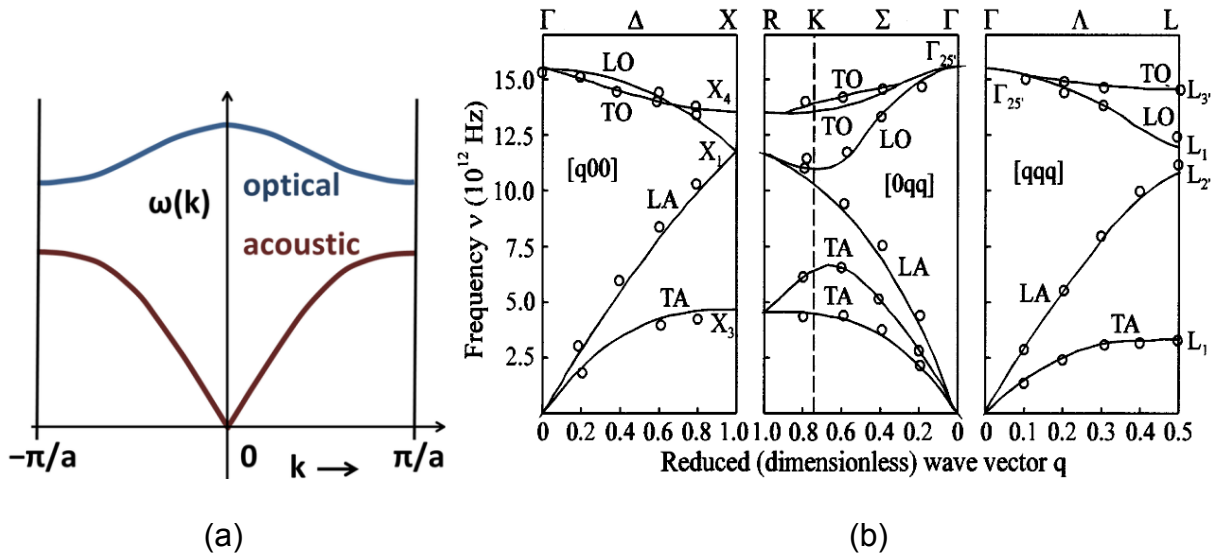 optical
ω(k)
acoustic
−π/a
0
k →
π/a
(a)
Γ Δ X
R K Σ Γ
Γ Λ L
Frequency ν (10¹² Hz)
15.0
12.5
10.0
7.5
5.0
2.5
LO
TO
X₄
X₁
[q00]
LA
TA
X₃
0 0.2 0.4 0.6 0.8 1.0
Γ₂₅'
TO
TO
LO
[0qq]
LA
TA
TA
1.0 0.8 0.6 0.4 0.2 0
Γ₂₅'
TO
L₃'
LO
L₁
L₂'
[qqq]
LA
TA
L₁
0 0.1 0.2 0.3 0.4 0.5
Reduced (dimensionless) wave vector q
(b)